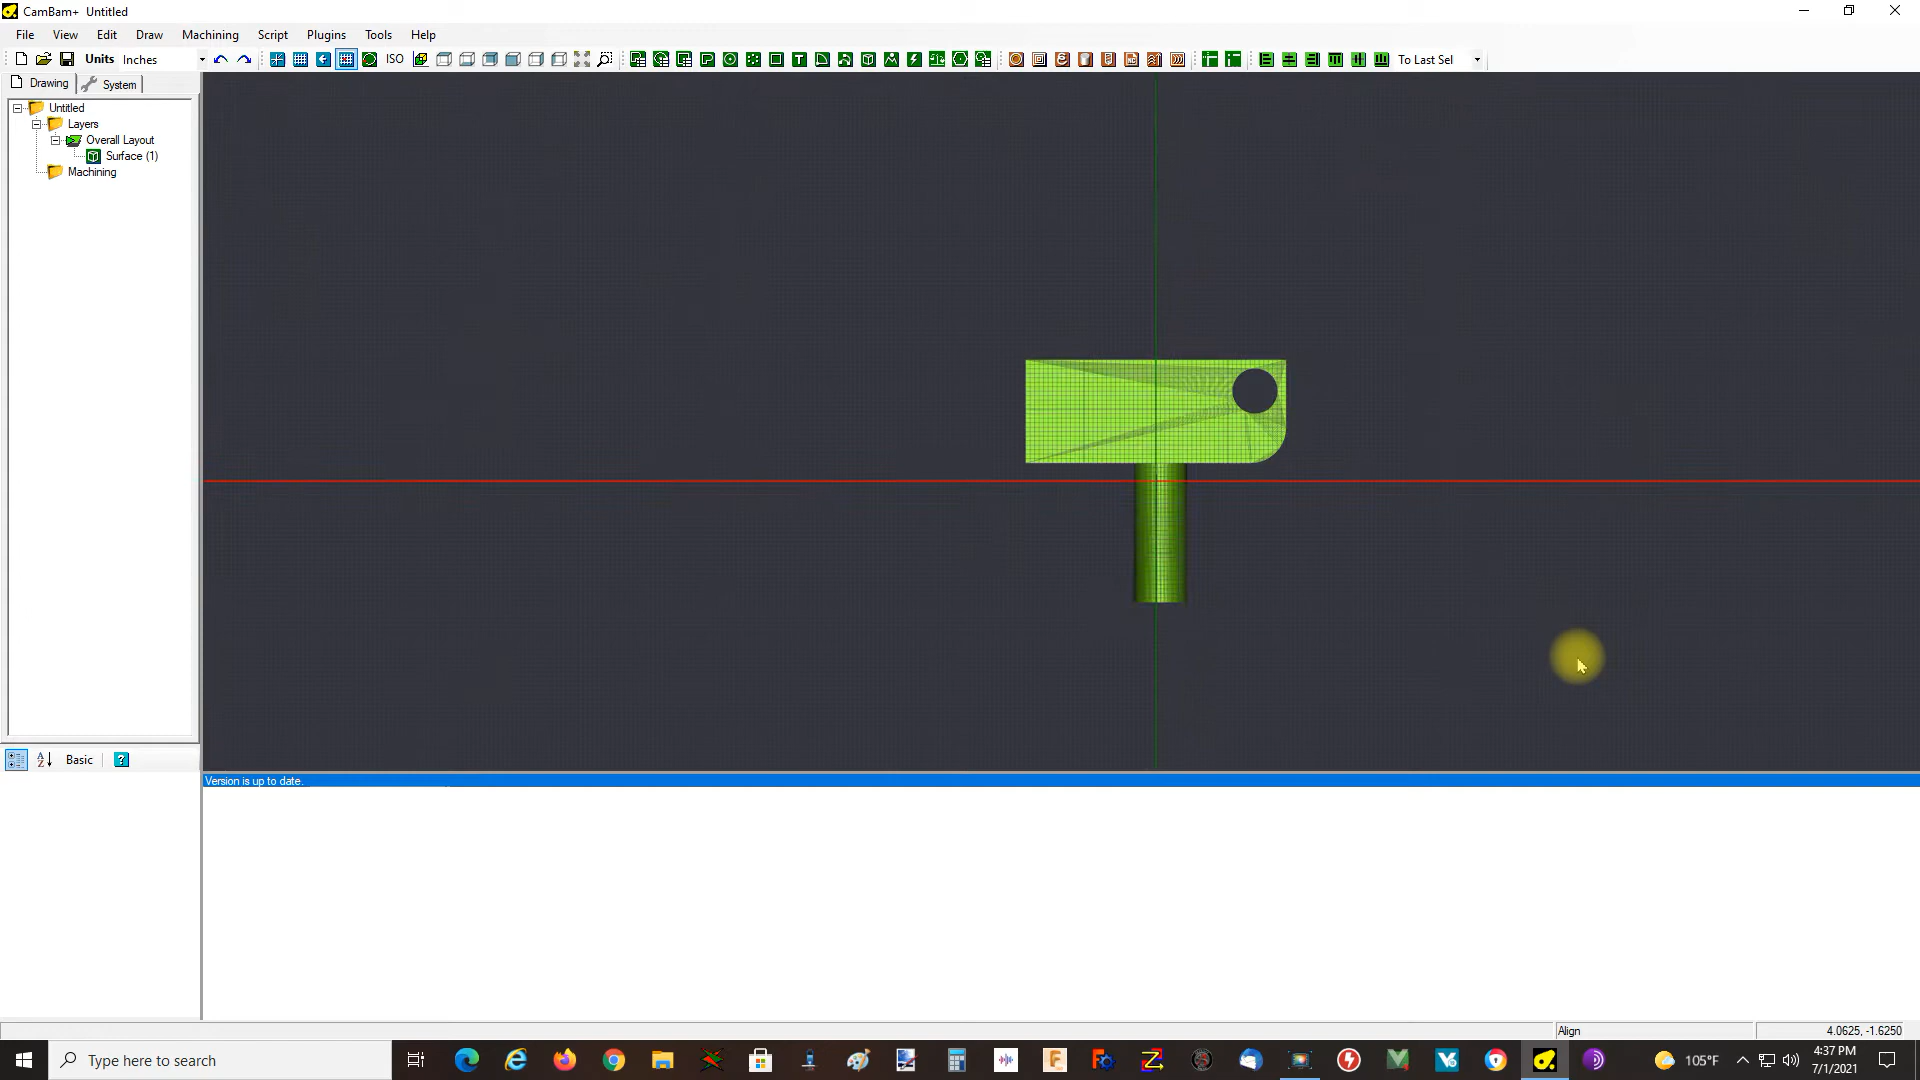 CamBam+ Untitled
File View Edit Draw Machining Script Plugins Tools Help
Units Inches ISO To Last Sel
Drawing System
Untitled
Layers
Overall Layout
Surface (1)
Machining
Basic
Version is up to date.
Align 4.0625, -1.6250
Type here to search
105°F
4:37 PM
7/1/2021